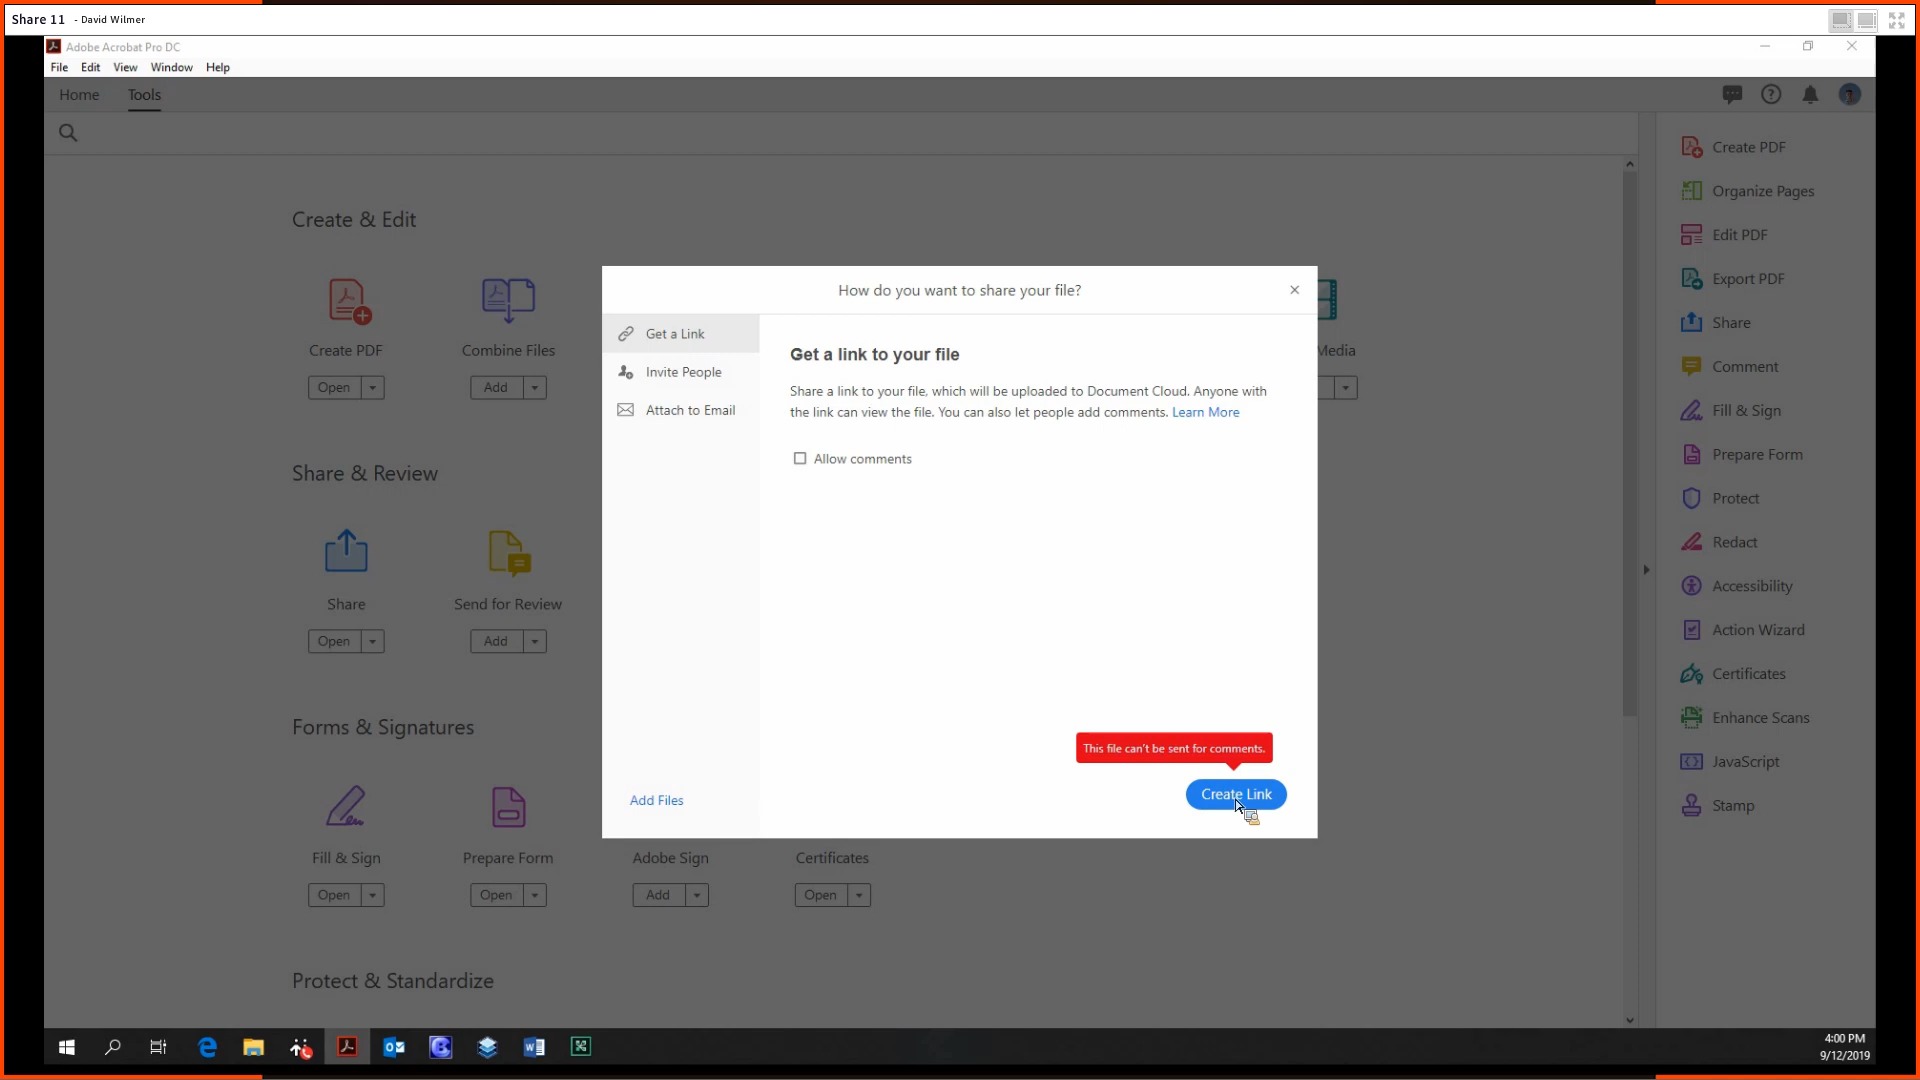 Share 11 - David Wilmer
Adobe Acrobat Pro DC
File Edit View Window Help
Home Tools
Create & Edit
Create PDF
Open
Combine Files
Add
Media
Share & Review
Share
Open
Send for Review
Add
Forms & Signatures
Fill & Sign
Open
Prepare Form
Open
Adobe Sign
Add
Certificates
Open
Protect & Standardize
How do you want to share your file?
Get a Link
Invite People
Attach to Email
Add Files
Get a link to your file
Share a link to your file, which will be uploaded to Document Cloud. Anyone with
the link can view the file. You can also let people add comments. Learn More
Allow comments
This file can't be sent for comments.
Create Link
Create PDF
Organize Pages
Edit PDF
Export PDF
Share
Comment
Fill & Sign
Prepare Form
Protect
Redact
Accessibility
Action Wizard
Certificates
Enhance Scans
JavaScript
Stamp
4:00 PM
9/12/2019